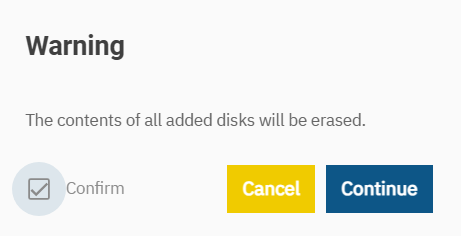 Warning
The contents of all added disks will be erased.
Confirm Cancel Continue